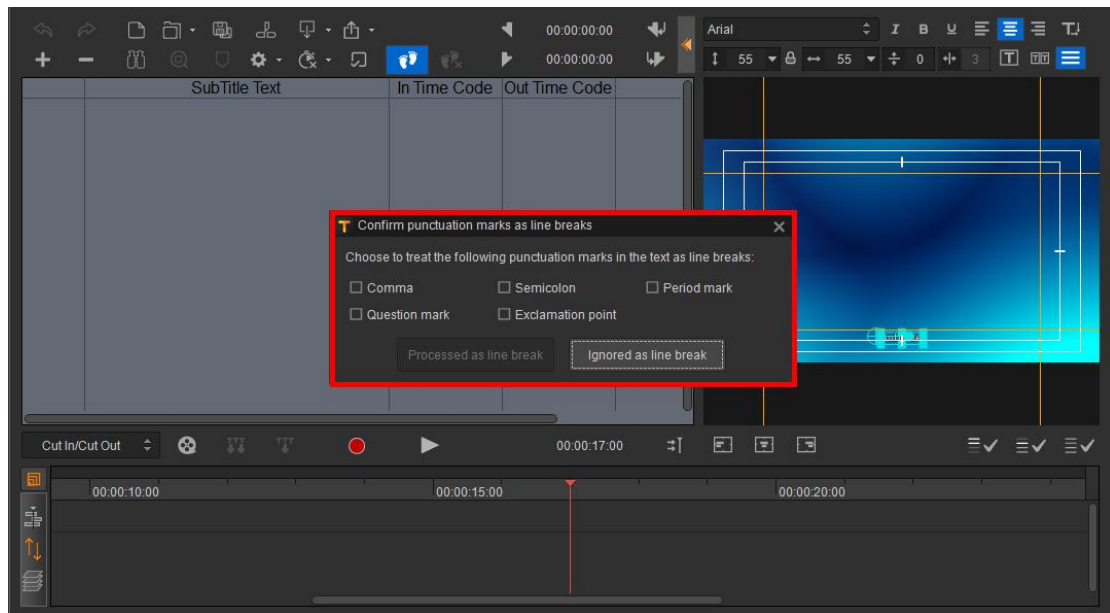 00:00:00:00
Arial
I B U
00:00:00:00
55 55 0 3
SubTitle Text In Time Code Out Time Code
Confirm punctuation marks as line breaks
Choose to treat the following punctuation marks in the text as line breaks:
Comma Semicolon Period mark
Question mark Exclamation point
Processed as line break Ignored as line break
Cut In/Cut Out 00:00:17:00
00:00:10:00 00:00:15:00 00:00:20:00